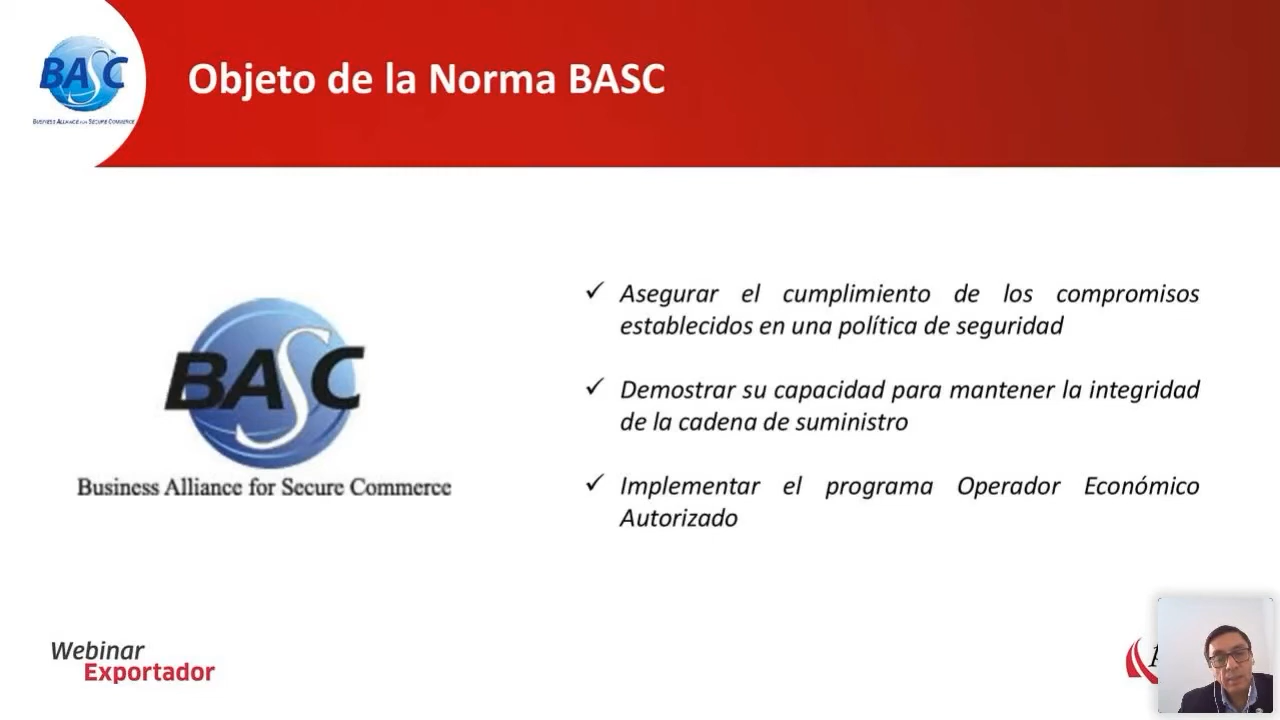 BASC
BUSINESS ALLIANCE FOR SECURE COMMERCE
Objeto de la Norma BASC
BASC
Business Alliance for Secure Commerce
✓ Asegurar el cumplimiento de los compromisos
establecidos en una política de seguridad
✓ Demostrar su capacidad para mantener la integridad
de la cadena de suministro
✓ Implementar el programa Operador Económico
Autorizado
Webinar
Exportador